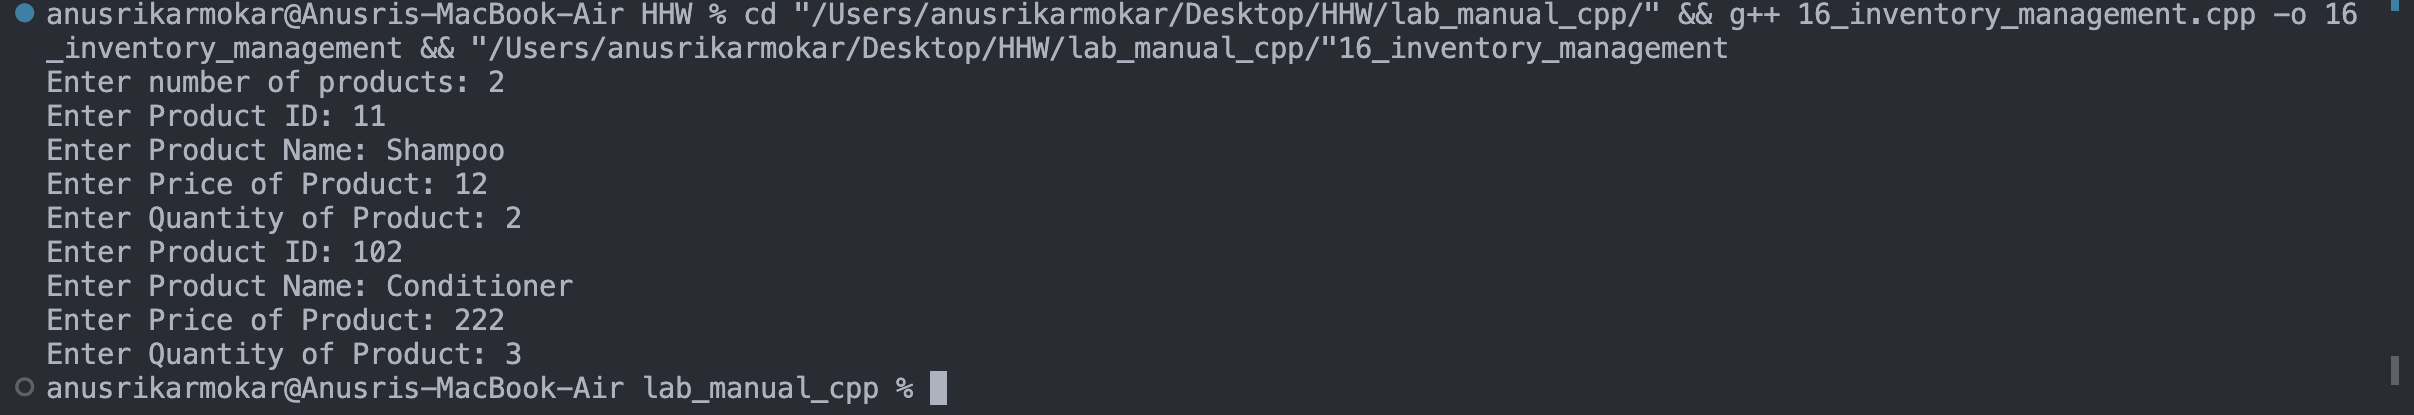 anusrikarmokar@Anusris-MacBook-Air HHW % cd "/Users/anusrikarmokar/Desktop/HHW/lab_manual_cpp/" && g++ 16_inventory_management.cpp -o 16
_inventory_management && "/Users/anusrikarmokar/Desktop/HHW/lab_manual_cpp/"16_inventory_management
Enter number of products: 2
Enter Product ID: 11
Enter Product Name: Shampoo
Enter Price of Product: 12
Enter Quantity of Product: 2
Enter Product ID: 102
Enter Product Name: Conditioner
Enter Price of Product: 222
Enter Quantity of Product: 3
anusrikarmokar@Anusris-MacBook-Air lab_manual_cpp %